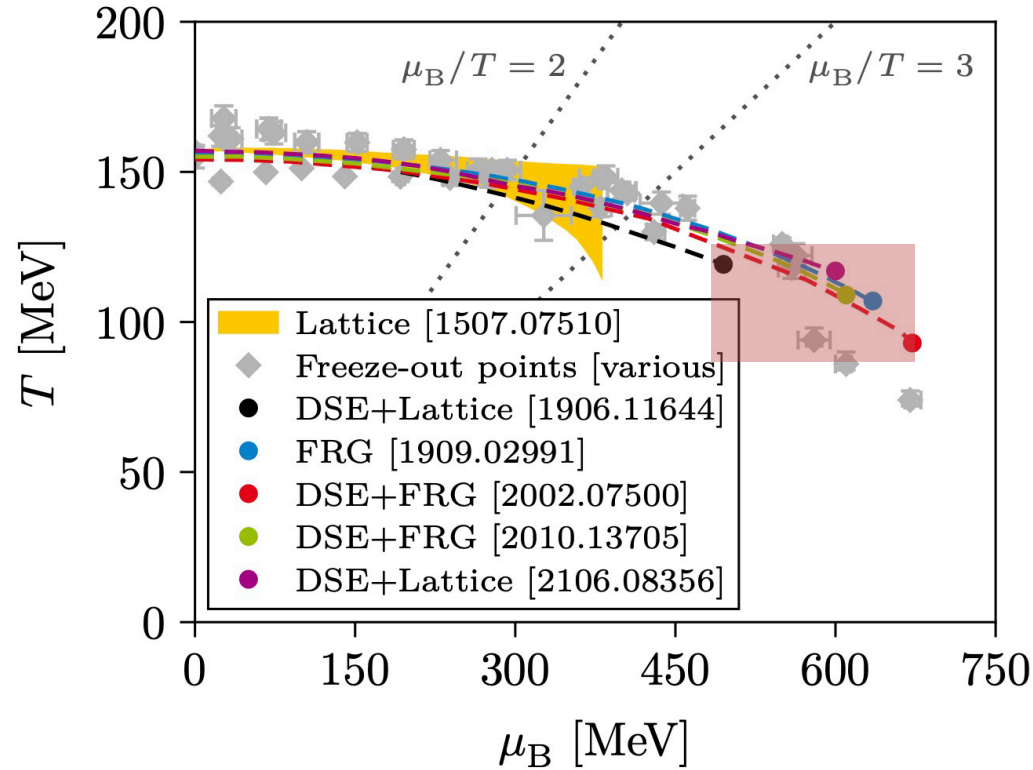 200
150
100
50
0
T [MeV]
μB/T = 2
μB/T = 3
Lattice [1507.07510]
Freeze-out points [various]
DSE+Lattice [1906.11644]
FRG [1909.02991]
DSE+FRG [2002.07500]
DSE+FRG [2010.13705]
DSE+Lattice [2106.08356]
0 150 300 450 600 750
μB [MeV]